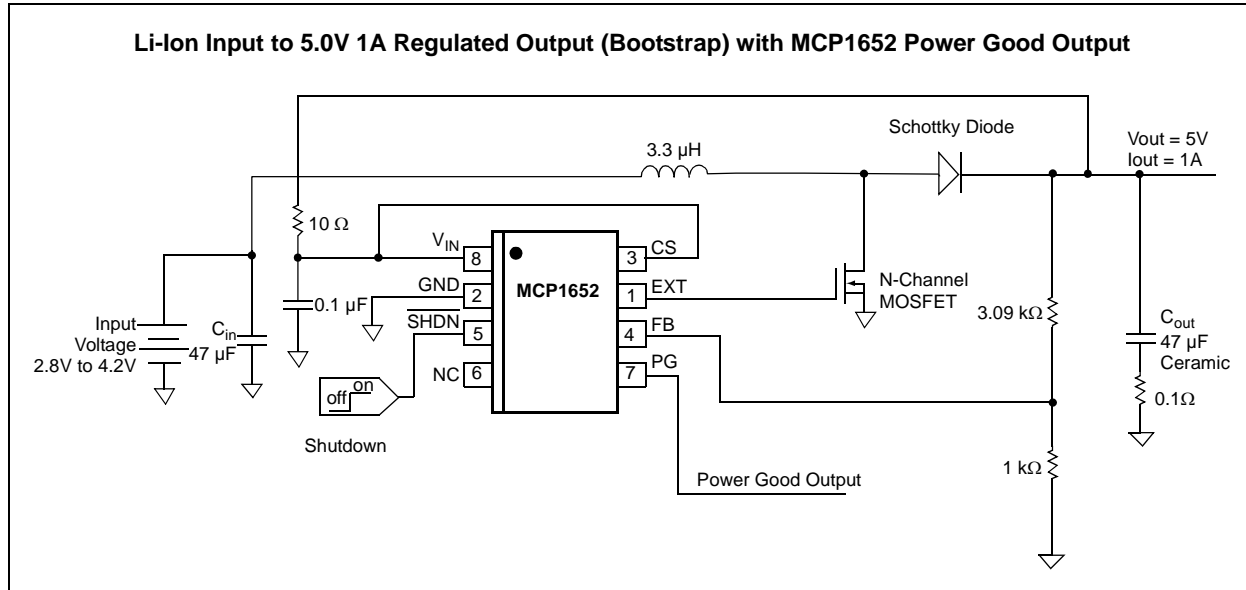 Li-Ion Input to 5.0V 1A Regulated Output (Bootstrap) with MCP1652 Power Good Output
Schottky Diode
Vout = 5V
Iout = 1A
3.3 µH
10 Ω
VIN
8
3
CS
GND
2
MCP1652
1
EXT
N-Channel
MOSFET
0.1 µF
SHDN
5
4
FB
3.09 kΩ
Input
Voltage
2.8V to 4.2V
Cin
47 µF
NC
6
7
PG
Cout
47 µF
Ceramic
0.1Ω
off
on
Shutdown
1 kΩ
Power Good Output